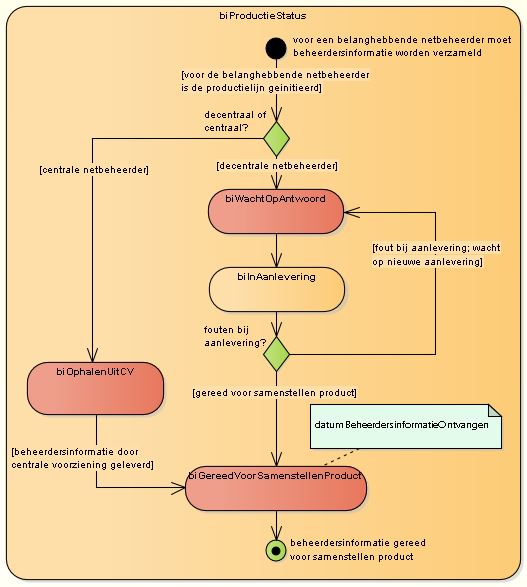 biProductieStatus
voor een belanghebbende netbeheerder moet
beheerdersinformatie worden verzameld
[voor de belanghebbende netbeheerder
is de productielijn geinitieerd]
decentraal of
centraal?
[centrale netbeheerder]
[decentrale netbeheerder]
biWachtOpAntwoord
[fout bij aanlevering; wacht
op nieuwe aanlevering]
biInAanlevering
fouten bij
aanlevering?
biOphalenUitCV
[gereed voor samenstellen product]
datumBeheerdersinformatieOntvangen
[beheerdersinformatie door
centrale voorziening geleverd]
biGereedVoorSamenstellenProduct
beheerdersinformatie gereed
voor samenstellen product